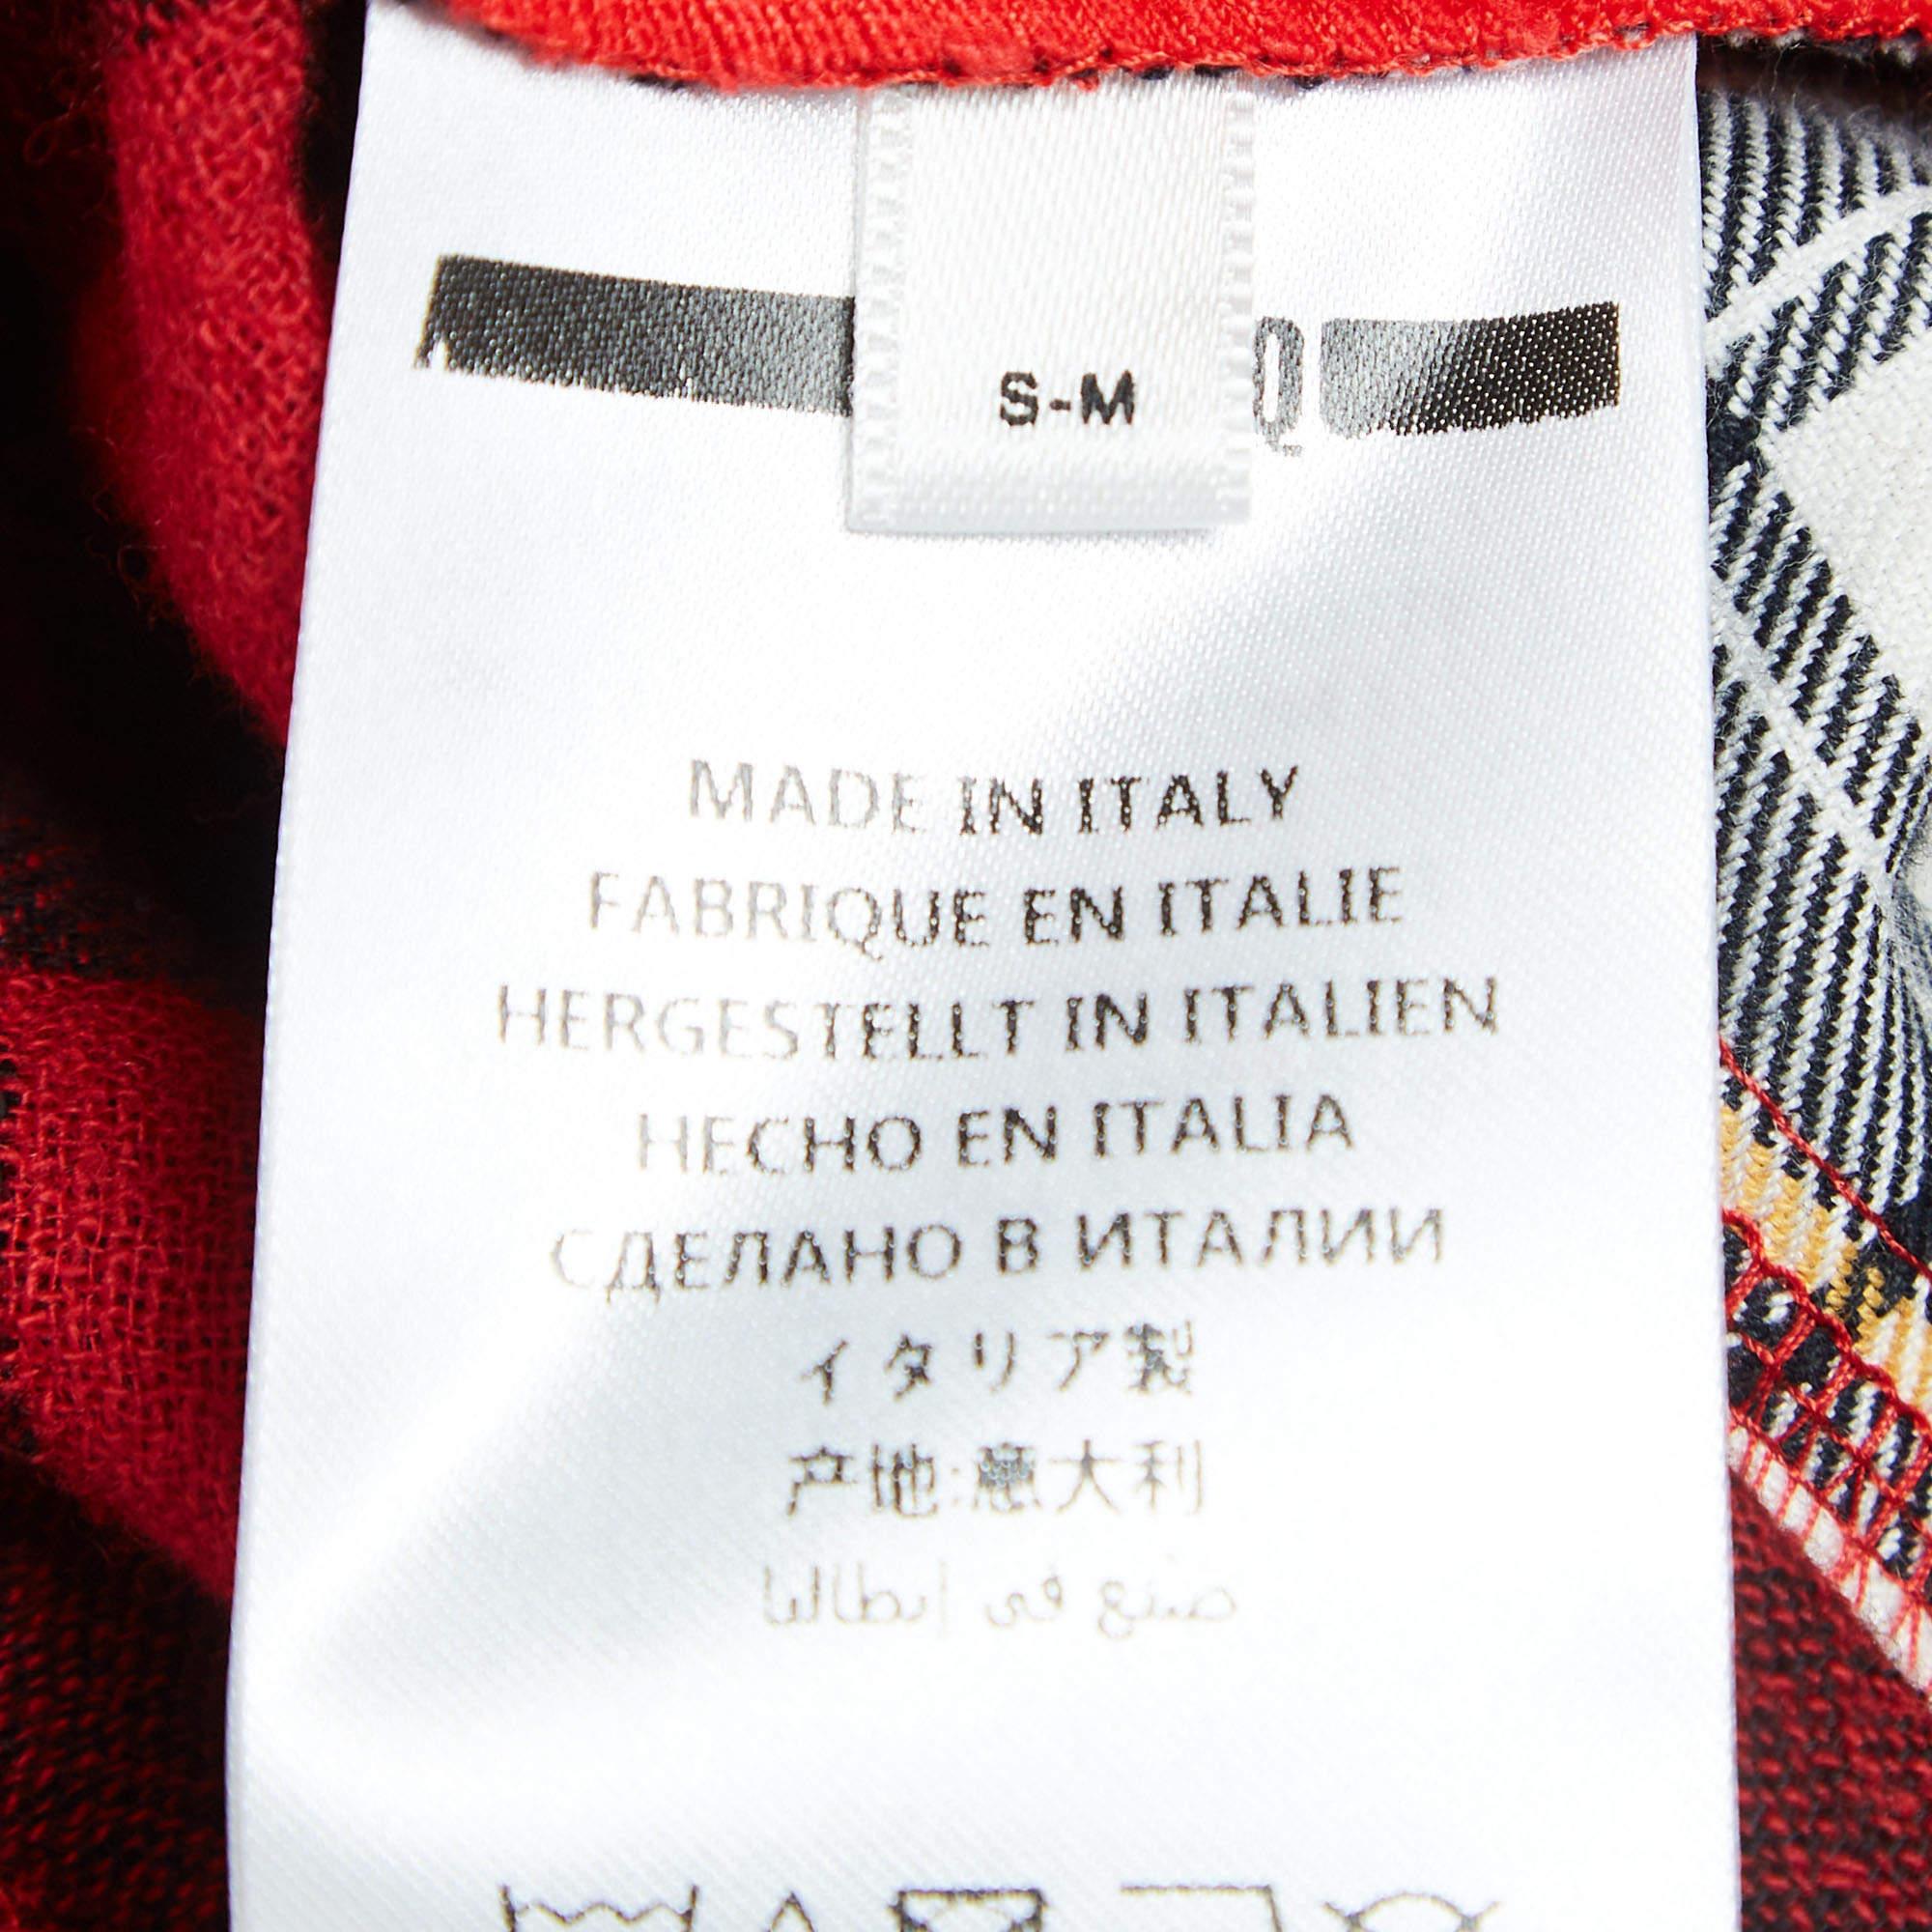 S-M
MADE IN ITALY
FABRIQUE EN ITALIE
HERGESTELLT IN ITALIEN
HECHO EN ITALIA
СДЕЛАНО В ИТАЛИИ
イタリア製
产地:意大利
صنع في إيطاليا